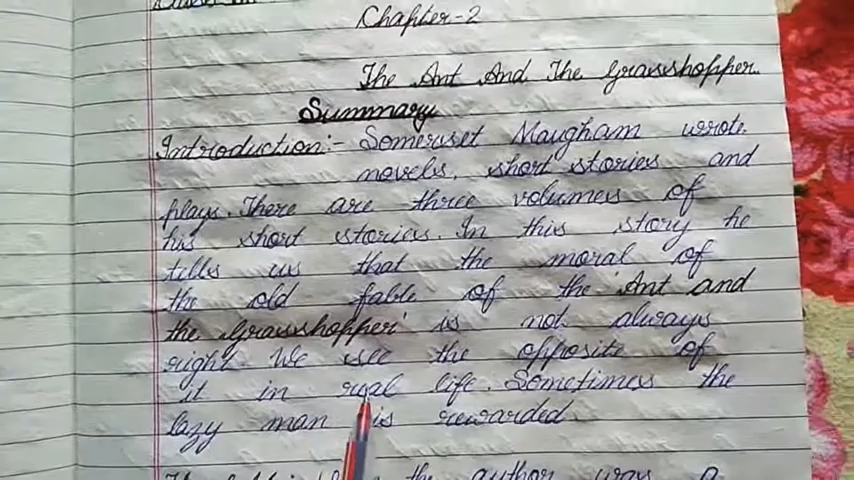 Chapter-2
The Ant And The Grasshopper.
Summary
Introduction:- Somerset Maugham wrote
novels, short stories and
plays. There are three volumes of
his short stories. In this story he
tells us that the moral of
the old fable of the 'Ant and
the Grasshopper' is not always
right. We see the opposite of
it in real life. Sometimes the
lazy man is rewarded
the author was a